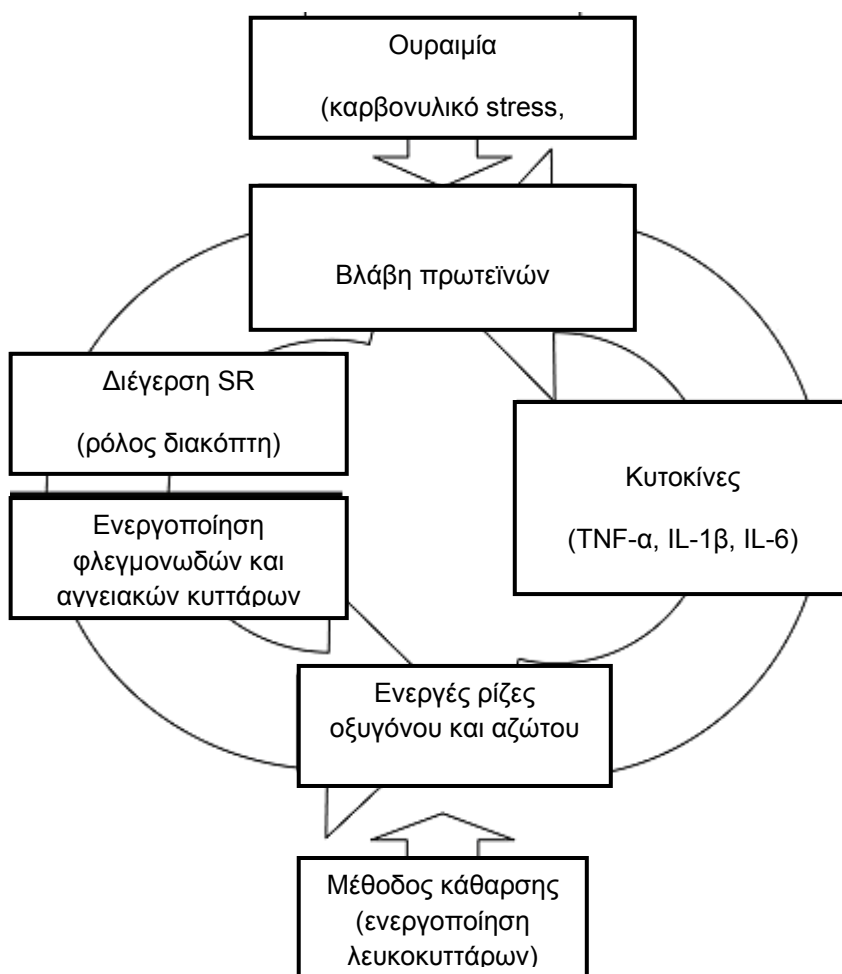 Ουραιμία
(καρβονυλικό stress,
Βλάβη πρωτεϊνών
Διέγερση SR
(ρόλος διακόπτη)
Κυτοκίνες
(TNF-α, IL-1β, IL-6)
Ενεργοποίηση
φλεγμονωδών και
αγγειακών κυττάρων
Ενεργές ρίζες
οξυγόνου και αζώτου
Μέθοδος κάθαρσης
(ενεργοποίηση
λευκοκυττάρων)